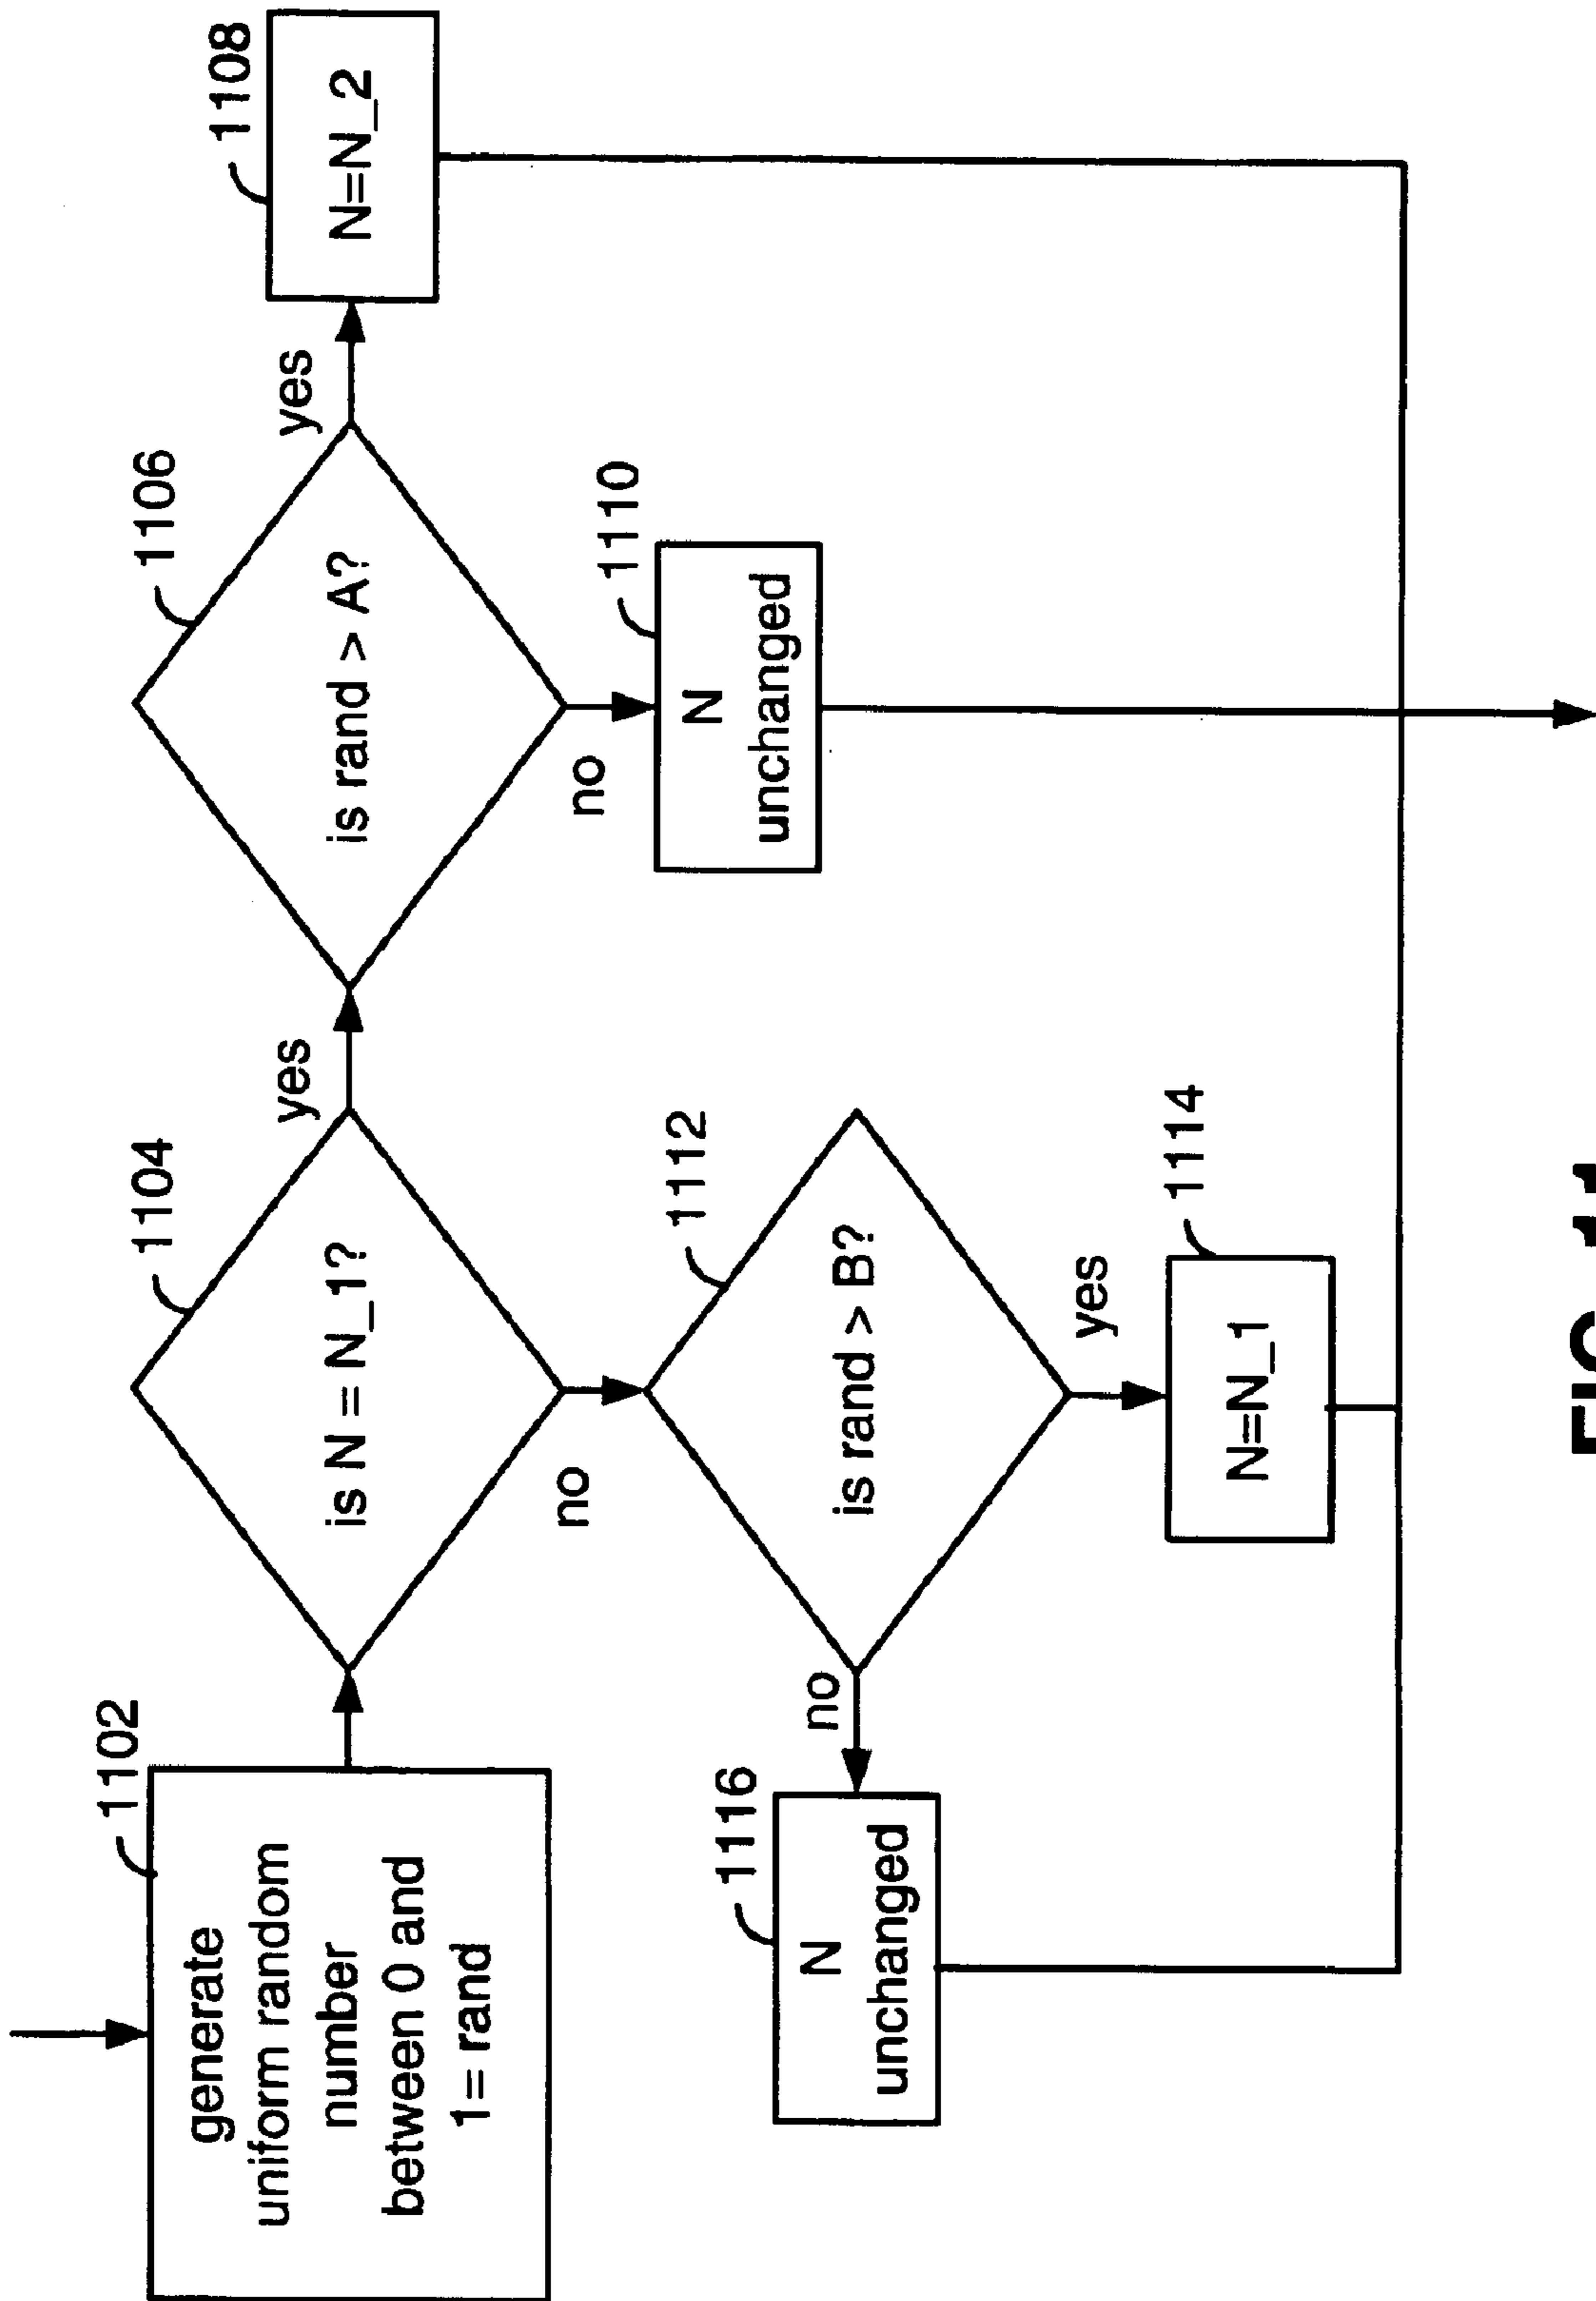 1102
generate
uniform random
number
between 0 and
1= rand
1104
is N = N_1?
yes
1106
is rand > A?
yes
1108
N=N_2
no
1110
N
unchanged
no
1112
is rand > B?
no
1116
N
unchanged
yes
1114
N=N_1